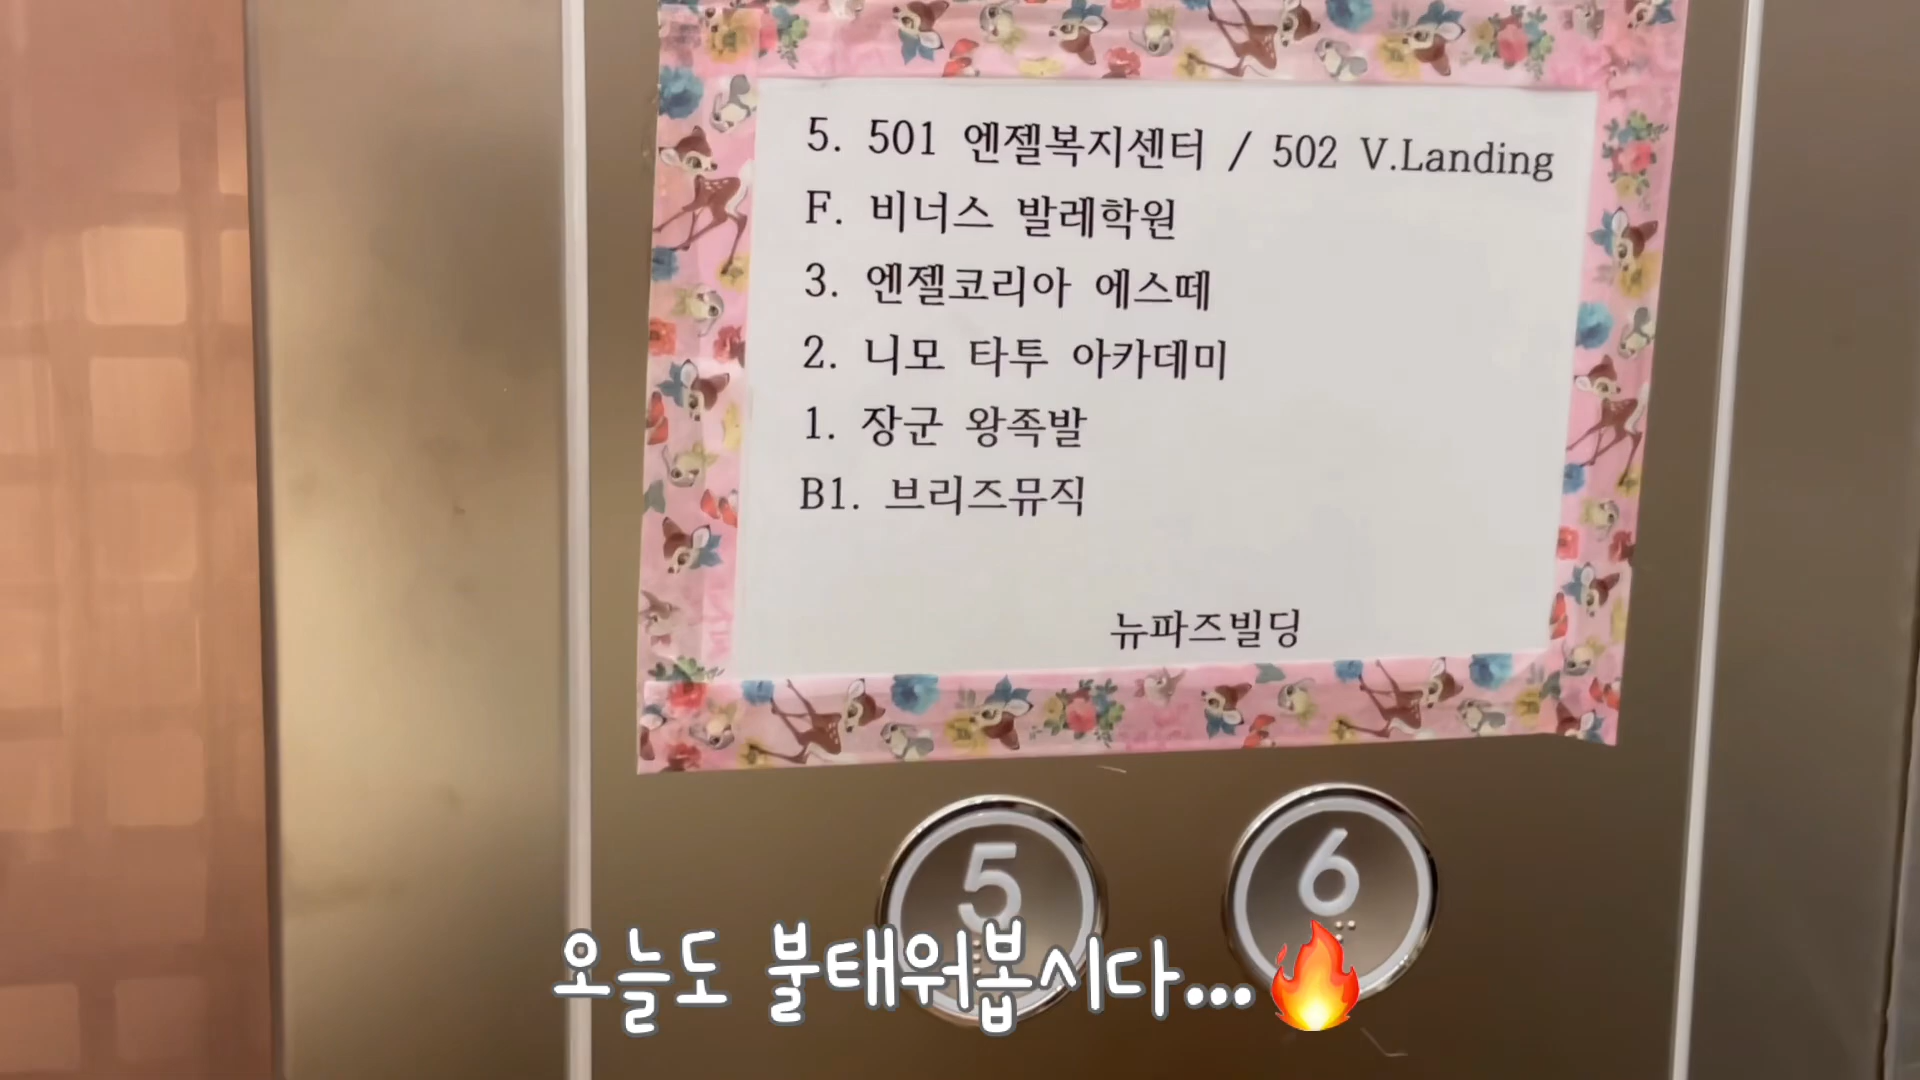 5. 501 엔젤복지센터 / 502 V.Landing
F. 비너스 발레학원
3. 엔젤코리아 에스떼
2. 니모 타투 아카데미
1. 장군 왕족발
B1. 브리즈뮤직
뉴파즈빌딩
5
6
오늘도 불태워봅시다...🔥